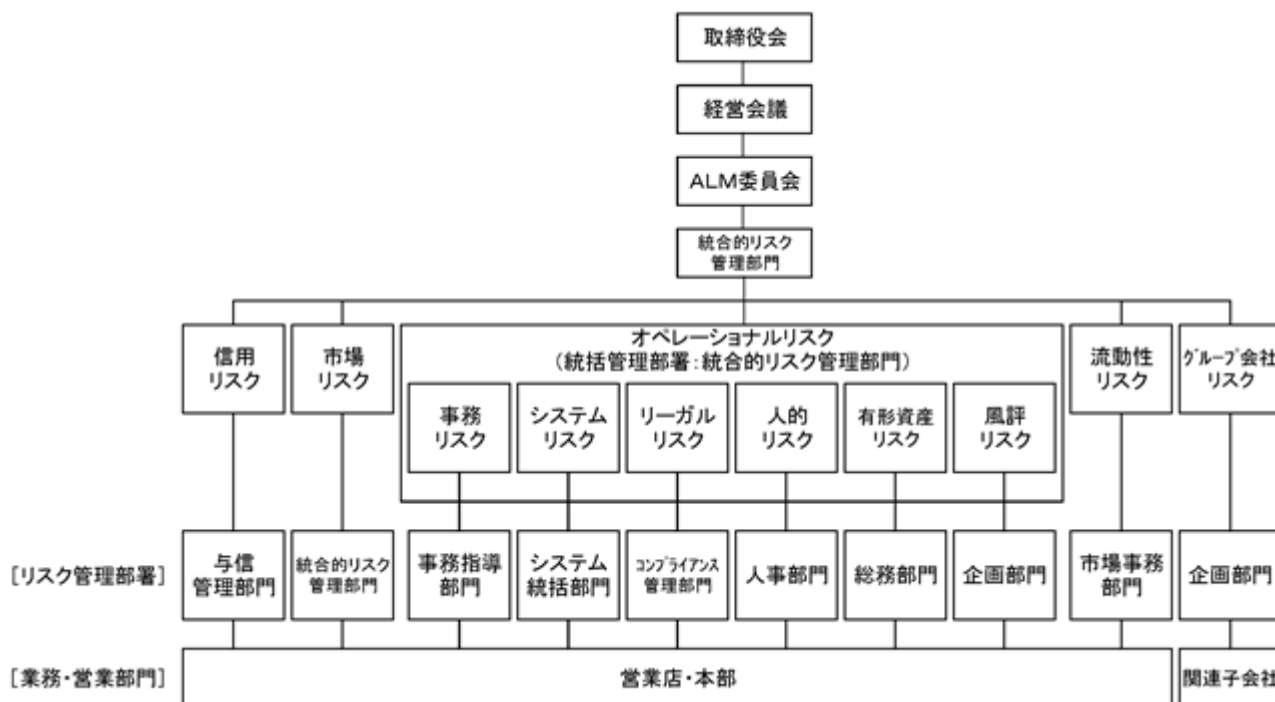 取締役会
経営会議
ALM委員会
統合的リスク
管理部門
信用
リスク
市場
リスク
オペレーショナルリスク
(統括管理部署:統合的リスク管理部門)
事務
リスク
システム
リスク
リーガル
リスク
人的
リスク
有形資産
リスク
風評
リスク
流動性
リスク
グループ会社
リスク
[リスク管理部署]
与信
管理部門
統合的リスク
管理部門
事務指導
部門
システム
統括部門
コンプライアンス
管理部門
人事部門
総務部門
企画部門
市場事務
部門
企画部門
[業務・営業部門]
営業店・本部
関連子会社